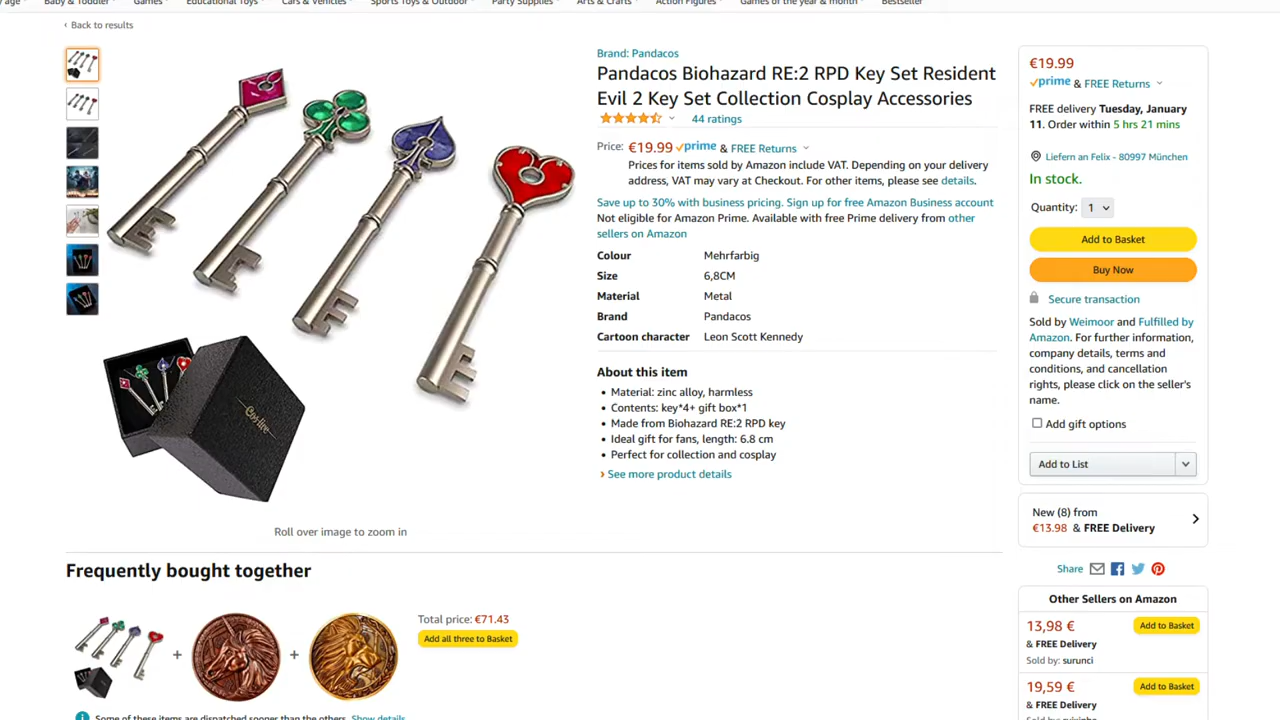 Baby & Toddler
Games
Educational Toys
Cars & Vehicles
Sports Toys & Outdoor
Party Supplies
Arts & Crafts
Action Figures
Games of the year & month
Bestseller
‹ Back to results
Brand: Pandacos
Pandacos Biohazard RE:2 RPD Key Set Resident
Evil 2 Key Set Collection Cosplay Accessories
44 ratings
Price: €19.99 prime & FREE Returns
Prices for items sold by Amazon include VAT. Depending on your delivery
address, VAT may vary at Checkout. For other items, please see details.
Save up to 30% with business pricing. Sign up for free Amazon Business account
Not eligible for Amazon Prime. Available with free Prime delivery from other
sellers on Amazon
Colour Mehrfarbig
Size 6,8CM
Material Metal
Brand Pandacos
Cartoon character Leon Scott Kennedy
About this item
• Material: zinc alloy, harmless
• Contents: key*4+ gift box*1
• Made from Biohazard RE:2 RPD key
• Ideal gift for fans, length: 6.8 cm
• Perfect for collection and cosplay
› See more product details
Roll over image to zoom in
€19.99
prime & FREE Returns
FREE delivery Tuesday, January
11. Order within 5 hrs 21 mins
Liefern an Felix - 80997 München
In stock.
Quantity: 1
Add to Basket
Buy Now
Secure transaction
Sold by Weimoor and Fulfilled by
Amazon. For further information,
company details, terms and
conditions, and cancellation
rights, please click on the seller's
name.
Add gift options
Add to List
New (8) from
€13.98 & FREE Delivery
Share
Other Sellers on Amazon
13,98 € Add to Basket
& FREE Delivery
Sold by: surunci
19,59 € Add to Basket
& FREE Delivery
Frequently bought together
Total price: €71.43
Add all three to Basket
+
+
Some of these items are dispatched sooner than the others. Show details